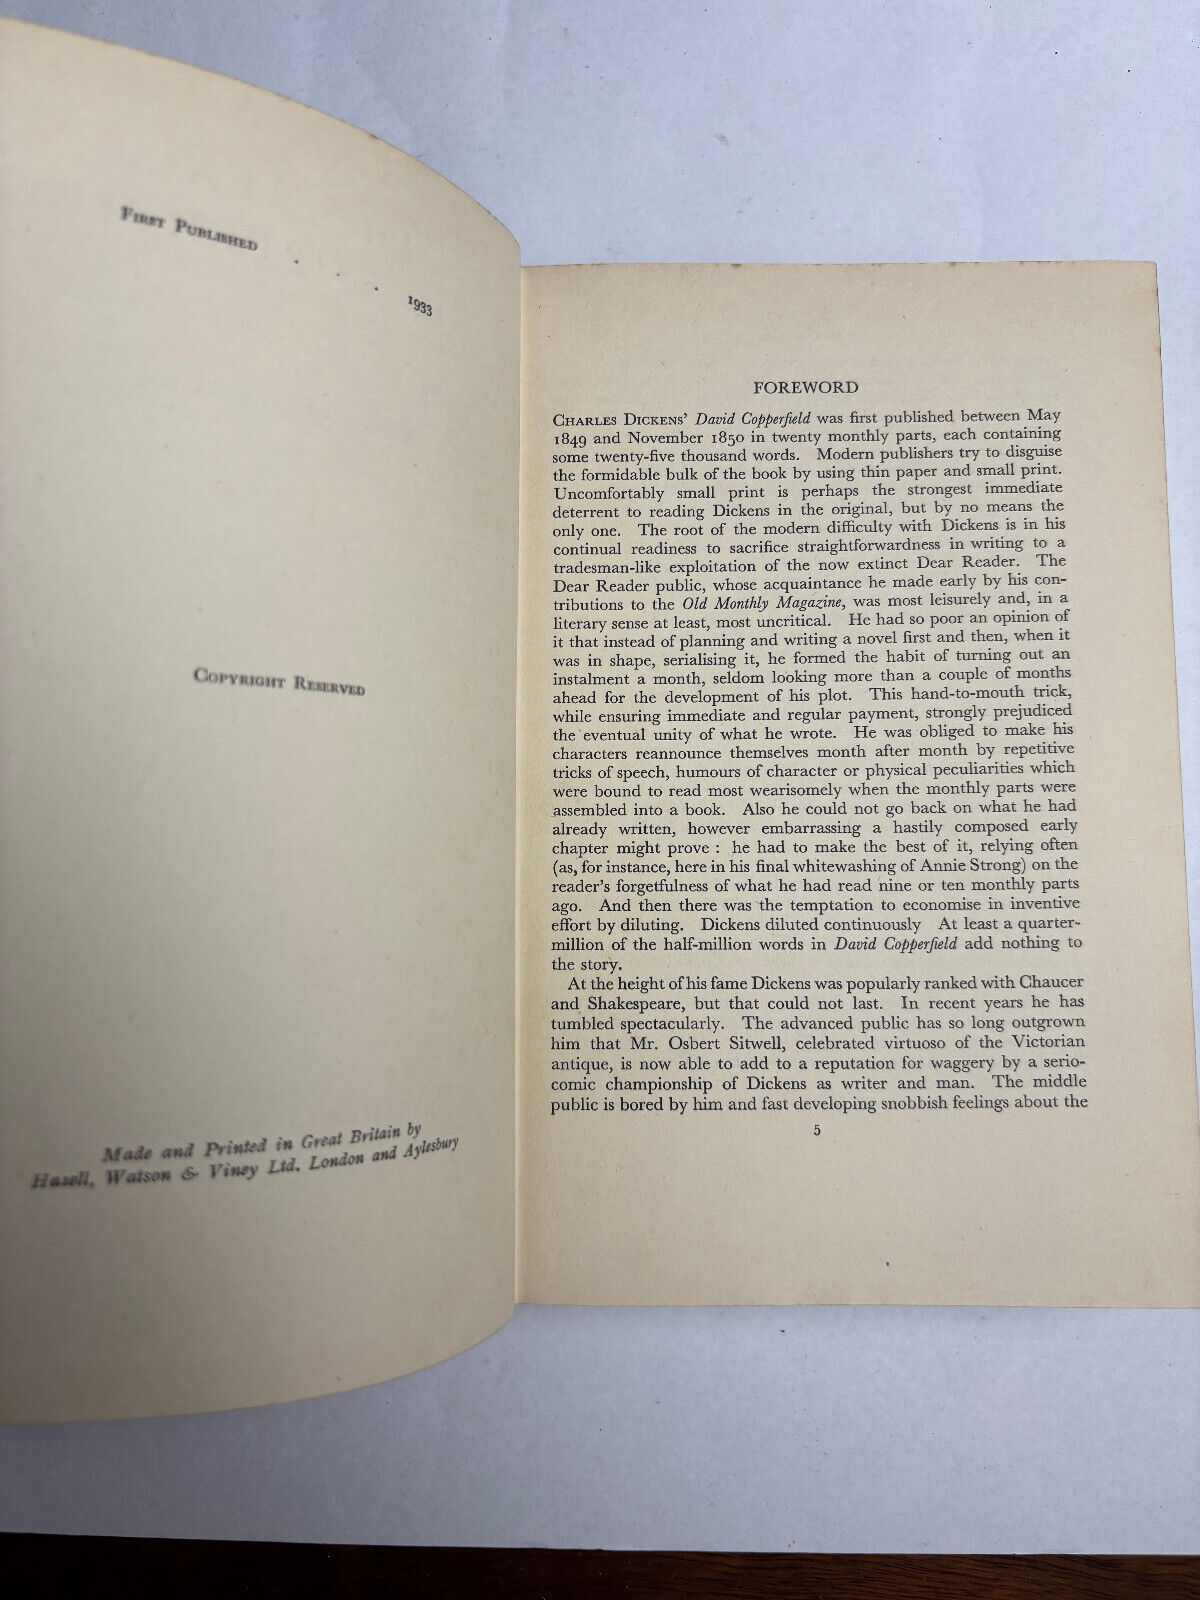 First Published . . . 1933
Copyright Reserved
Made and Printed in Great Britain by
Hazell, Watson & Viney Ltd. London and Aylesbury
FOREWORD
Charles Dickens' David Copperfield was first published between May
1849 and November 1850 in twenty monthly parts, each containing
some twenty-five thousand words. Modern publishers try to disguise
the formidable bulk of the book by using thin paper and small print.
Uncomfortably small print is perhaps the strongest immediate
deterrent to reading Dickens in the original, but by no means the
only one. The root of the modern difficulty with Dickens is in his
continual readiness to sacrifice straightforwardness in writing to a
tradesman-like exploitation of the now extinct Dear Reader. The
Dear Reader public, whose acquaintance he made early by his con-
tributions to the Old Monthly Magazine, was most leisurely and, in a
literary sense at least, most uncritical. He had so poor an opinion of
it that instead of planning and writing a novel first and then, when it
was in shape, serialising it, he formed the habit of turning out an
instalment a month, seldom looking more than a couple of months
ahead for the development of his plot. This hand-to-mouth trick,
while ensuring immediate and regular payment, strongly prejudiced
the eventual unity of what he wrote. He was obliged to make his
characters reannounce themselves month after month by repetitive
tricks of speech, humours of character or physical peculiarities which
were bound to read most wearisomely when the monthly parts were
assembled into a book. Also he could not go back on what he had
already written, however embarrassing a hastily composed early
chapter might prove : he had to make the best of it, relying often
(as, for instance, here in his final whitewashing of Annie Strong) on the
reader's forgetfulness of what he had read nine or ten monthly parts
ago. And then there was the temptation to economise in inventive
effort by diluting. Dickens diluted continuously At least a quarter-
million of the half-million words in David Copperfield add nothing to
the story.
At the height of his fame Dickens was popularly ranked with Chaucer
and Shakespeare, but that could not last. In recent years he has
tumbled spectacularly. The advanced public has so long outgrown
him that Mr. Osbert Sitwell, celebrated virtuoso of the Victorian
antique, is now able to add to a reputation for waggery by a serio-
comic championship of Dickens as writer and man. The middle
public is bored by him and fast developing snobbish feelings about the
5